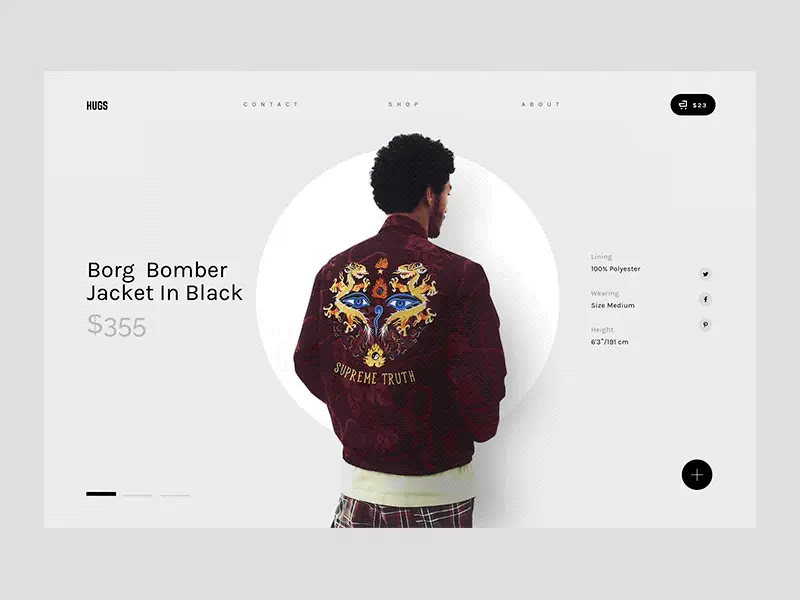 HUGS
CONTACT
SHOP
ABOUT
$23
Borg Bomber
Jacket In Black
$355
SUPREME TRUTH
Lining
100% Polyester
Wearing
Size Medium
Height
6'3"/191 cm